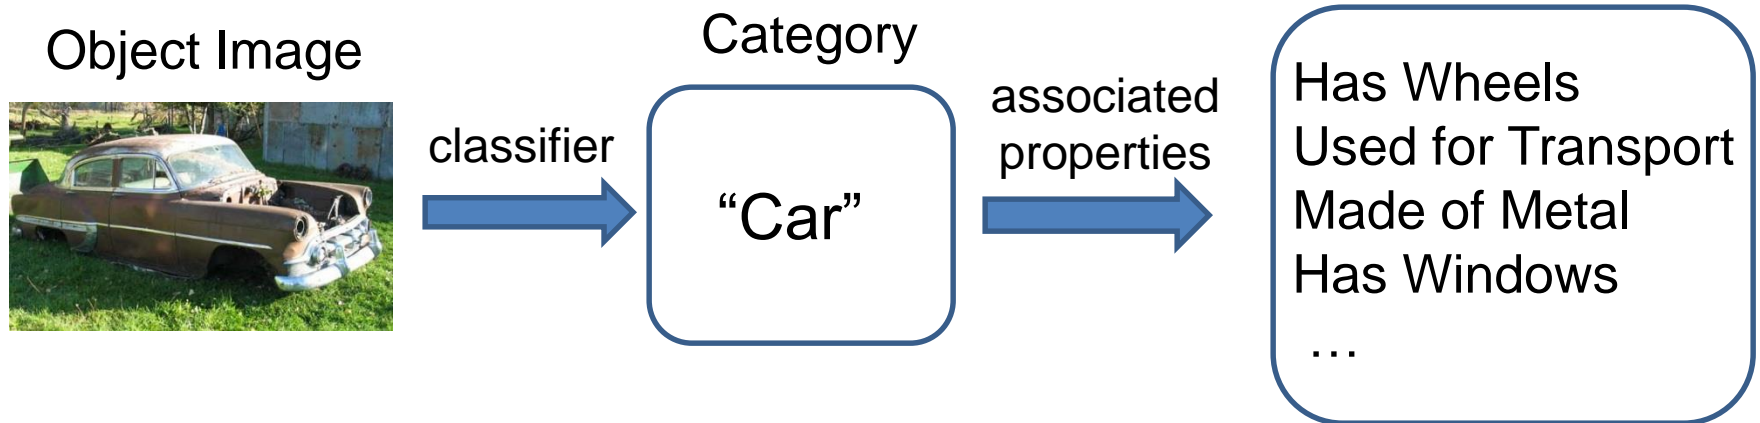 Object Image
classifier
Category
“Car”
associated
properties
Has Wheels
Used for Transport
Made of Metal
Has Windows
…